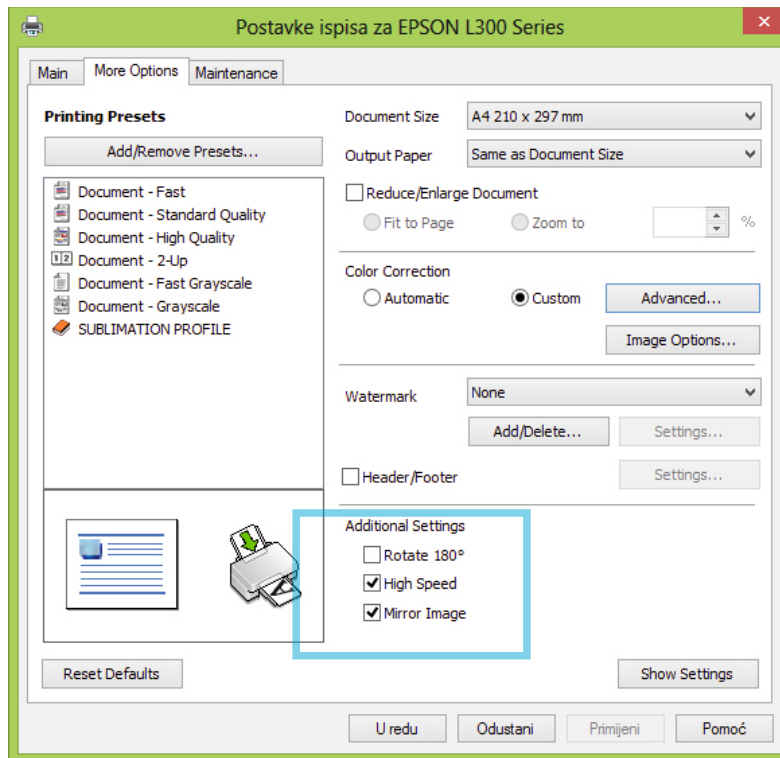 Postavke ispisa za EPSON L300 Series
Main
More Options
Maintenance
Printing Presets
Add/Remove Presets...
Document - Fast
Document - Standard Quality
Document - High Quality
1 2 Document - 2-Up
Document - Fast Grayscale
Document - Grayscale
SUBLIMATION PROFILE
Document Size
A4 210 x 297 mm
Output Paper
Same as Document Size
Reduce/Enlarge Document
Fit to Page
Zoom to
%
Color Correction
Automatic
Custom
Advanced...
Image Options...
Watermark
None
Add/Delete...
Settings...
Header/Footer
Settings...
Additional Settings
Rotate 180°
High Speed
Mirror Image
Reset Defaults
Show Settings
U redu
Odustani
Primijeni
Pomoć